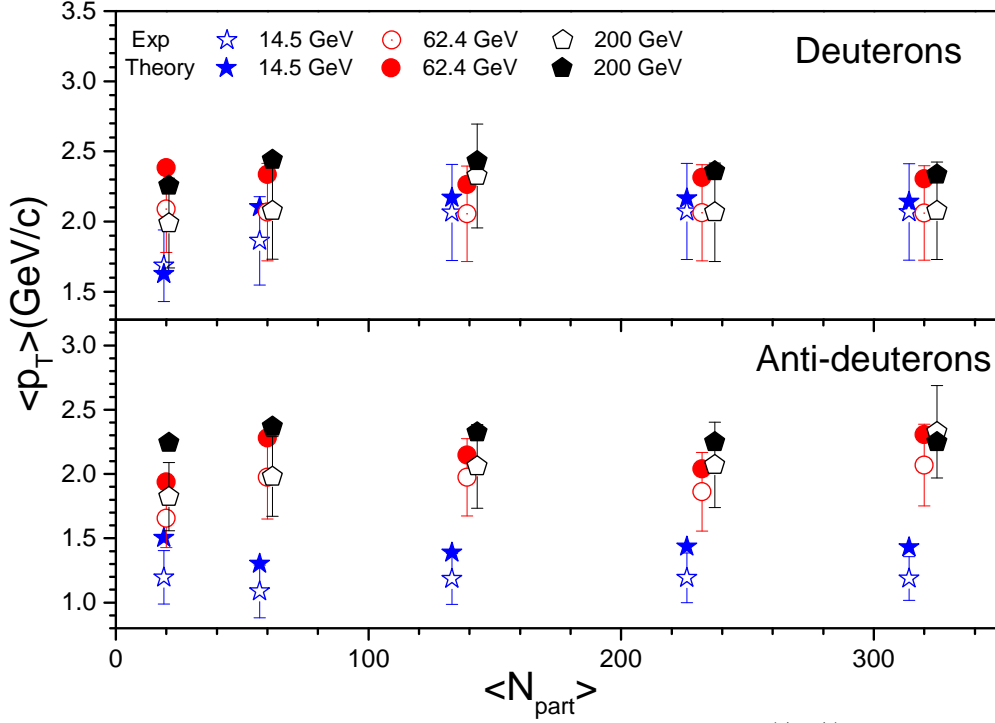 3.5
Exp 14.5 GeV 62.4 GeV 200 GeV
Theory 14.5 GeV 62.4 GeV 200 GeV
Deuterons
3.0
2.5
2.0
1.5
<p_T>(GeV/c)
Anti-deuterons
3.0
2.5
2.0
1.5
1.0
0 100 200 300
<N_part>